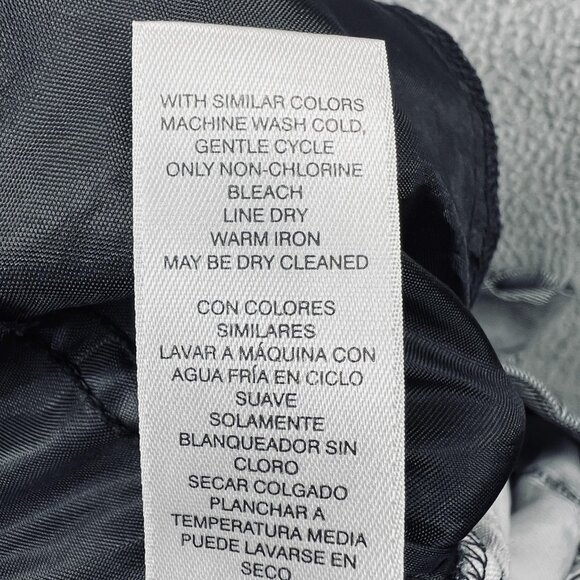 WITH SIMILAR COLORS
MACHINE WASH COLD,
GENTLE CYCLE
ONLY NON-CHLORINE
BLEACH
LINE DRY
WARM IRON
MAY BE DRY CLEANED
CON COLORES
SIMILARES
LAVAR A MÁQUINA CON
AGUA FRÍA EN CICLO
SUAVE
SOLAMENTE
BLANQUEADOR SIN
CLORO
SECAR COLGADO
PLANCHAR A
TEMPERATURA MEDIA
PUEDE LAVARSE EN
SECO